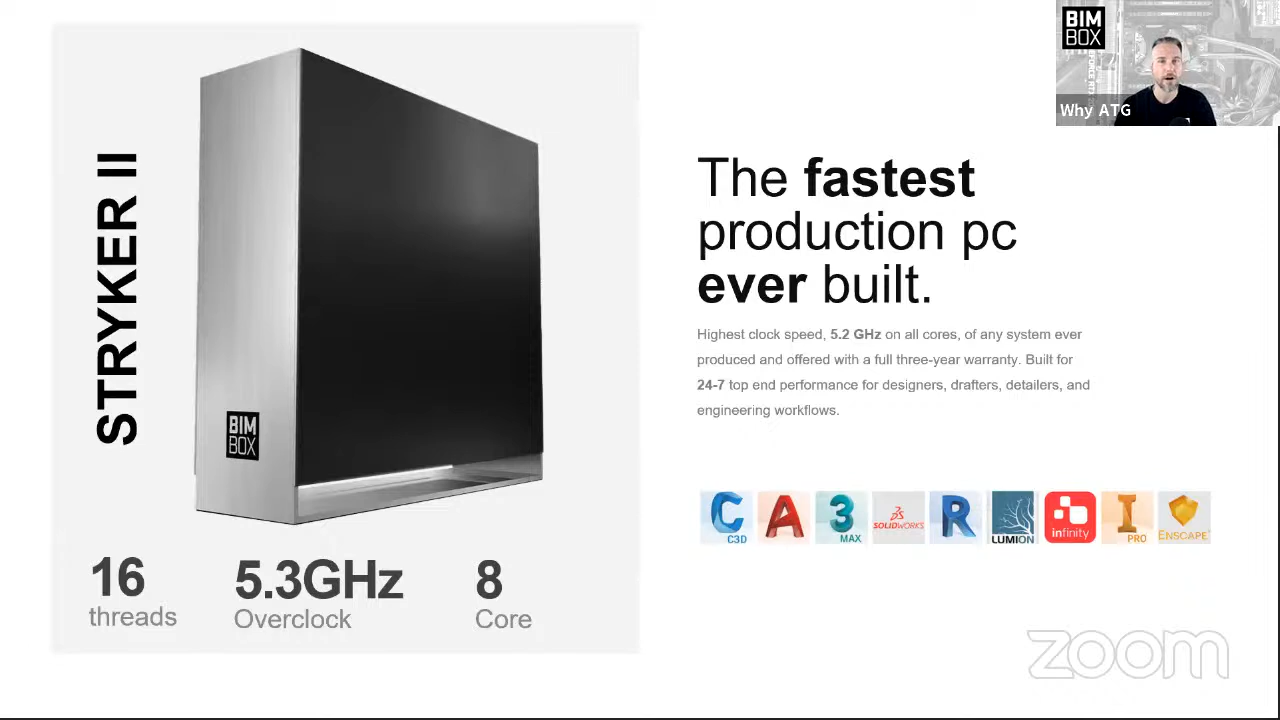 STRYKER II
BIM
BOX
16
threads
5.3GHz
Overclock
8
Core
BIM
BOX
Why ATG
The fastest
production pc
ever built.
Highest clock speed, 5.2 GHz on all cores, of any system ever
produced and offered with a full three-year warranty. Built for
24-7 top end performance for designers, drafters, detailers, and
engineering workflows.
C C3D
A
3 MAX
3S SOLIDWORKS
R
LUMION
infinity
I PRO
ENSCAPE
zoom